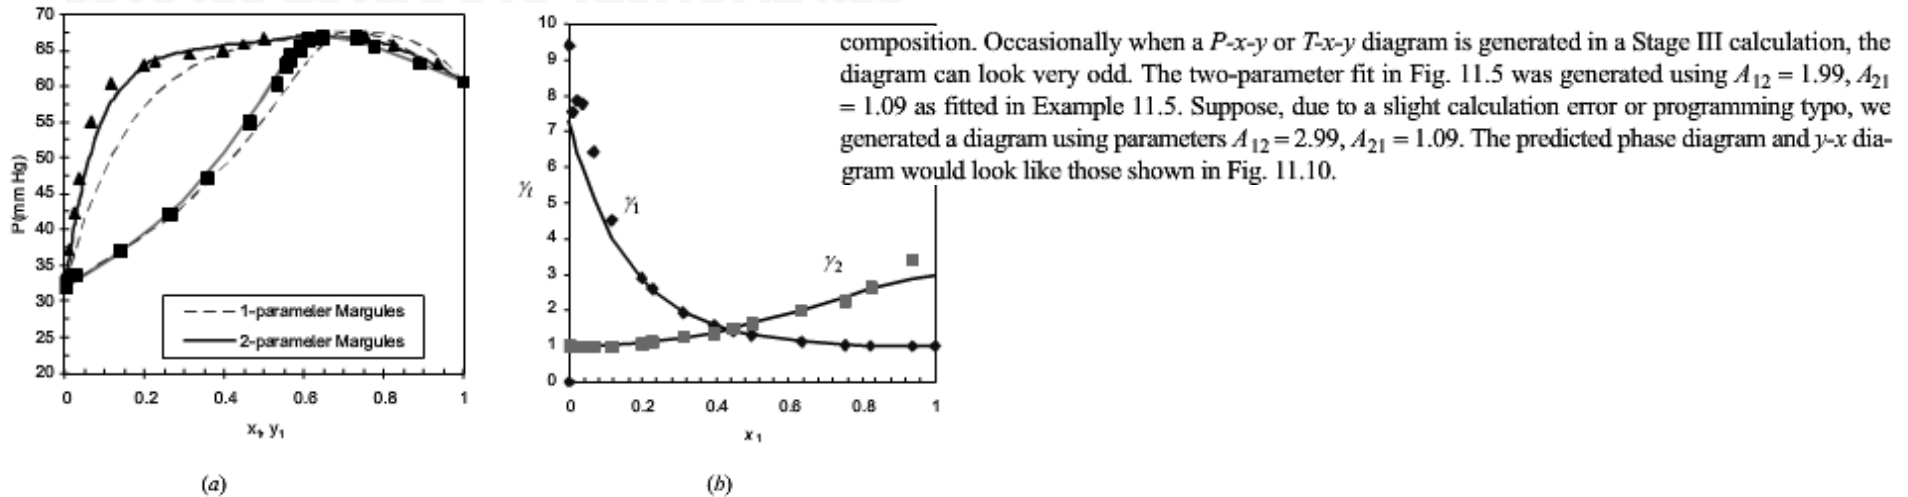 70
65
60
55
50
45
40
35
30
25
20
P(mm Hg)
1-parameter Margules
2-parameter Margules
0 0.2 0.4 0.6 0.8 1
x₁, y₁
(a)
10
9
8
7
6
5
4
3
2
1
0
γᵢ
γ₁
γ₂
0 0.2 0.4 0.6 0.8 1
x₁
(b)
composition. Occasionally when a P-x-y or T-x-y diagram is generated in a Stage III calculation, the
diagram can look very odd. The two-parameter fit in Fig. 11.5 was generated using A₁₂ = 1.99, A₂₁
= 1.09 as fitted in Example 11.5. Suppose, due to a slight calculation error or programming typo, we
generated a diagram using parameters A₁₂ = 2.99, A₂₁ = 1.09. The predicted phase diagram and y-x dia-
gram would look like those shown in Fig. 11.10.